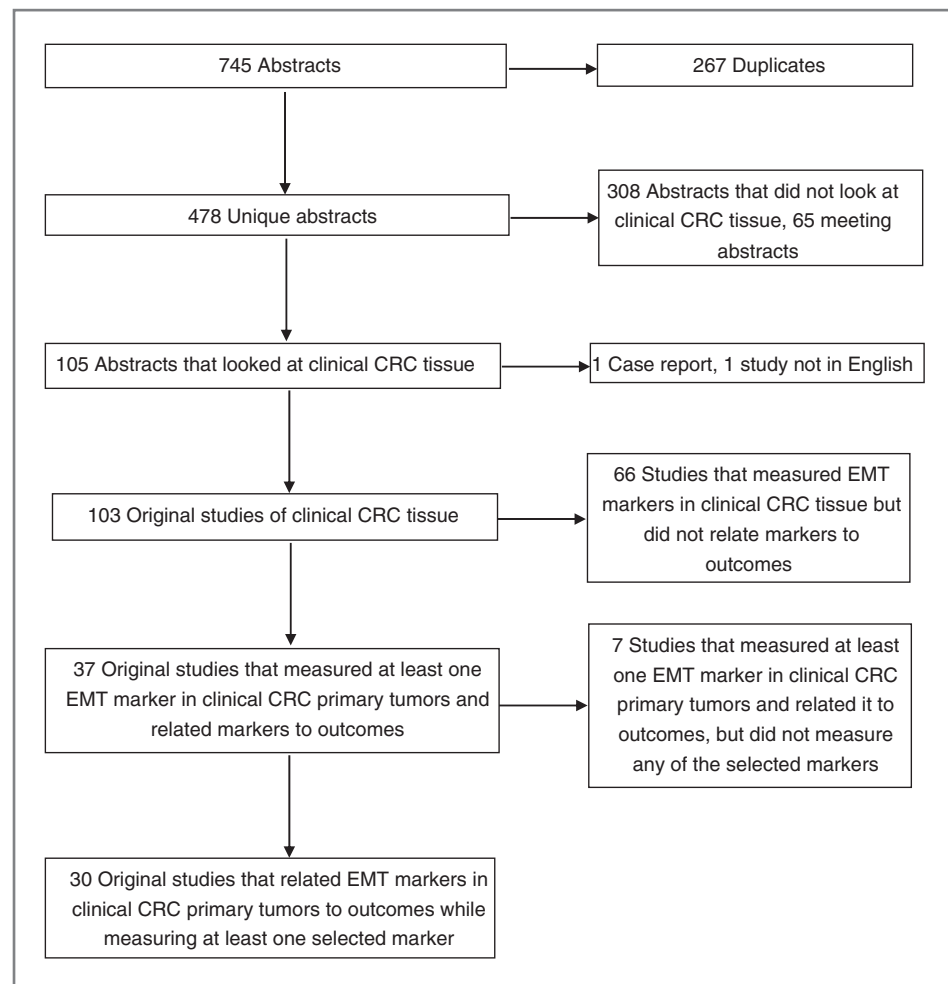 745 Abstracts
267 Duplicates
478 Unique abstracts
308 Abstracts that did not look at
clinical CRC tissue, 65 meeting
abstracts
105 Abstracts that looked at clinical CRC tissue
1 Case report, 1 study not in English
103 Original studies of clinical CRC tissue
66 Studies that measured EMT
markers in clinical CRC tissue but
did not relate markers to
outcomes
37 Original studies that measured at least one
EMT marker in clinical CRC primary tumors and
related markers to outcomes
7 Studies that measured at least
one EMT marker in clinical CRC
primary tumors and related it to
outcomes, but did not measure
any of the selected markers
30 Original studies that related EMT markers in
clinical CRC primary tumors to outcomes while
measuring at least one selected marker